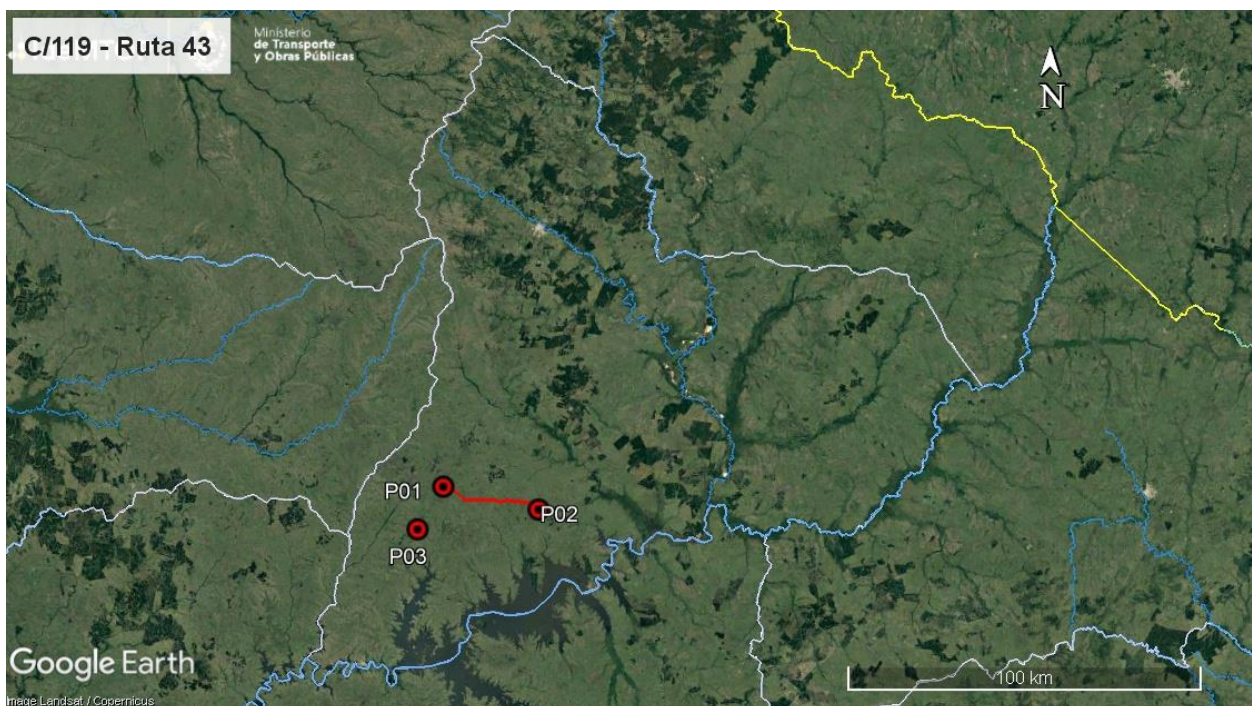 C/119 - Ruta 43
Ministerio
de Transporte
y Obras Públicas
N
P01
P02
P03
Google Earth
100 km
Image Landsat / Copernicus